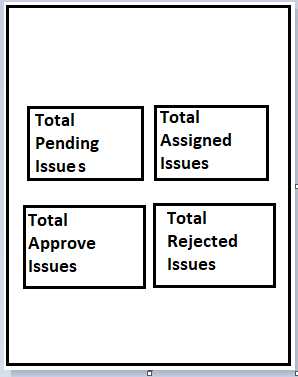 Total
Pending
Issues
Total
Assigned
Issues
Total
Approve
Issues
Total
Rejected
Issues